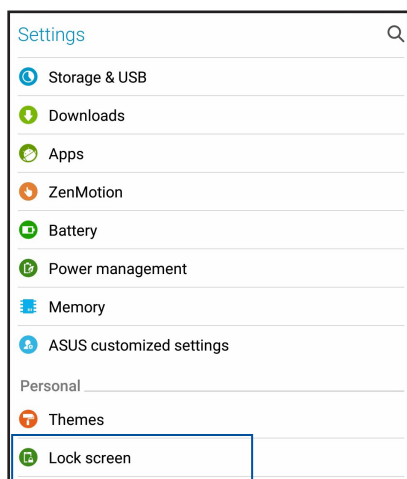 Settings
Storage & USB
Downloads
Apps
ZenMotion
Battery
Power management
Memory
ASUS customized settings
Personal
Themes
Lock screen